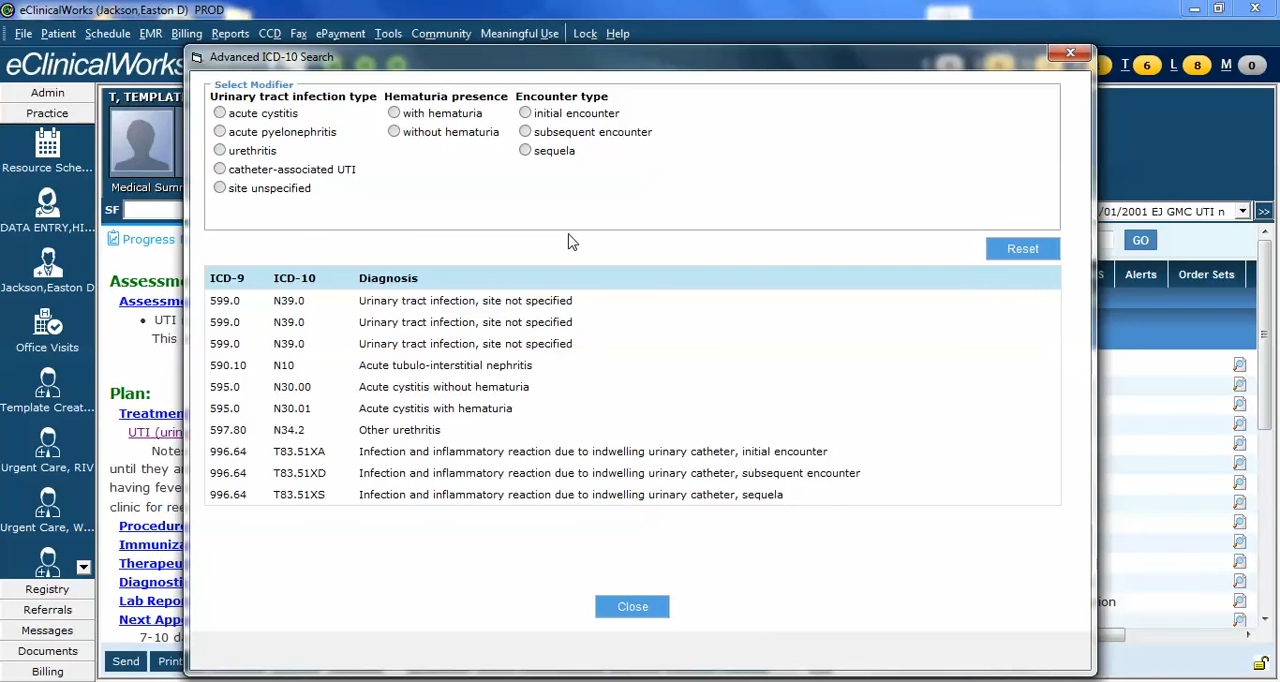 eClinicalWorks (Jackson,Easton D) PROD
File Patient Schedule EMR Billing Reports CCD Fax ePayment Tools Community Meaningful Use Lock Help
eClinicalWorks
T 6 L 8 M 0
Advanced ICD-10 Search
Admin
Practice
Resource Sche...
DATA ENTRY,HI...
Jackson,Easton D
Office Visits
Template Creat...
Urgent Care, RIV
Urgent Care, W...
Registry
Referrals
Messages
Documents
Billing
T, TEMPLAT
Medical Summ
SF
Progress
Assessm
Assessm
• UTI
This
Plan:
Treatmen
UTI (urin
Notes
until they a
having feve
clinic for re
Procedur
Immuniza
Therapeu
Diagnosti
Lab Repo
Next App
7-10 d
Send Print
Select Modifier
Urinary tract infection type Hematuria presence Encounter type
acute cystitis with hematuria initial encounter
acute pyelonephritis without hematuria subsequent encounter
urethritis sequela
catheter-associated UTI
site unspecified
Reset
ICD-9 ICD-10 Diagnosis
599.0 N39.0 Urinary tract infection, site not specified
599.0 N39.0 Urinary tract infection, site not specified
599.0 N39.0 Urinary tract infection, site not specified
590.10 N10 Acute tubulo-interstitial nephritis
595.0 N30.00 Acute cystitis without hematuria
595.0 N30.01 Acute cystitis with hematuria
597.80 N34.2 Other urethritis
996.64 T83.51XA Infection and inflammatory reaction due to indwelling urinary catheter, initial encounter
996.64 T83.51XD Infection and inflammatory reaction due to indwelling urinary catheter, subsequent encounter
996.64 T83.51XS Infection and inflammatory reaction due to indwelling urinary catheter, sequela
Close
/01/2001 EJ GMC UTI n >>
GO
S Alerts Order Sets
ion